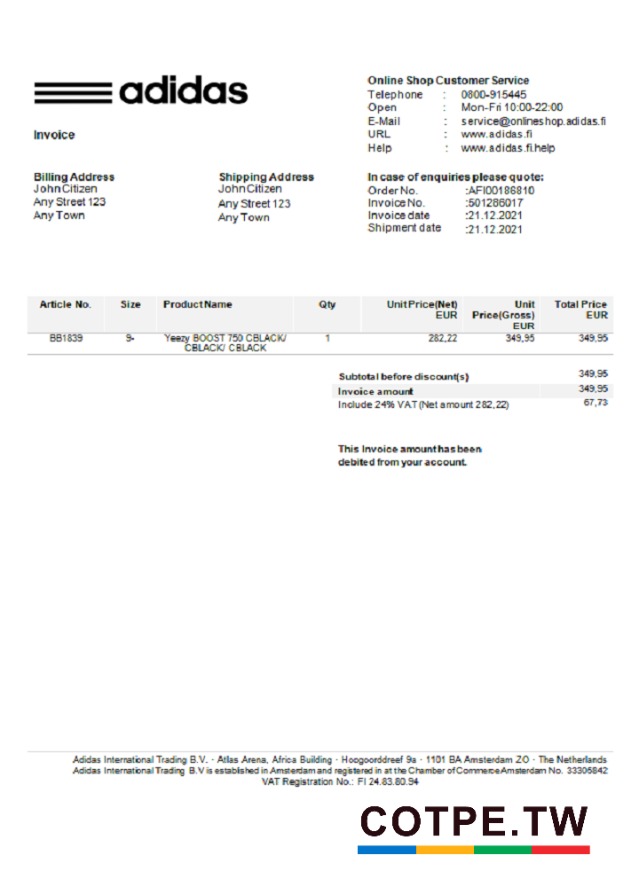 adidas
Invoice
Online Shop Customer Service
Telephone : 0800-915445
Open : Mon-Fri 10:00-22:00
E-Mail : service@onlineshop.adidas.fi
URL : www.adidas.fi
Help : www.adidas.fi.help
Billing Address
John Citizen
Any Street 123
Any Town
Shipping Address
John Citizen
Any Street 123
Any Town
In case of enquiries please quote:
Order No. :AFI00186810
Invoice No. :501286017
Invoice date :21.12.2021
Shipment date :21.12.2021
Article No. Size Product Name Qty Unit Price(Net) EUR Unit Price(Gross) EUR Total Price EUR
BB1839 9- Yeezy BOOST 750 CBLACK/ 1 282,22 349,95 349,95
CBLACK/ CBLACK
Subtotal before discount(s) 349,95
Invoice amount 349,95
Include 24% VAT (Net amount 282,22) 67,73
This Invoice amount has been
debited from your account.
Adidas International Trading B.V. · Atlas Arena, Africa Building · Hoogoorddreef 9a · 1101 BA Amsterdam ZO · The Netherlands
Adidas International Trading B.V is established in Amsterdam and registered in at the Chamber of Commerce Amsterdam No. 33306842
VAT Registration No.: FI 24.83.80.94
COTPE.TW